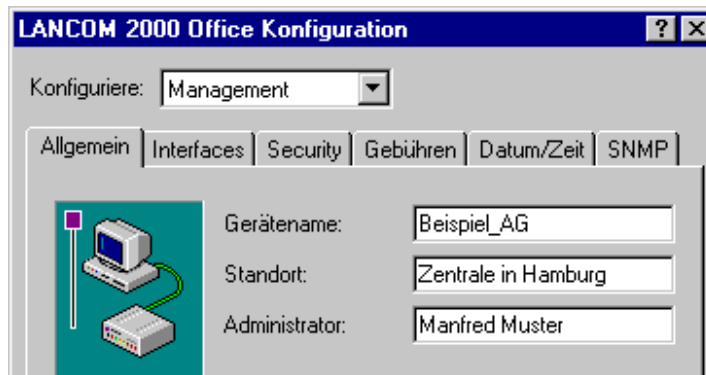 LANCOM 2000 Office Konfiguration
Konfiguriere: Management
Allgemein Interfaces Security Gebühren Datum/Zeit SNMP
Gerätename: Beispiel_AG
Standort: Zentrale in Hamburg
Administrator: Manfred Muster